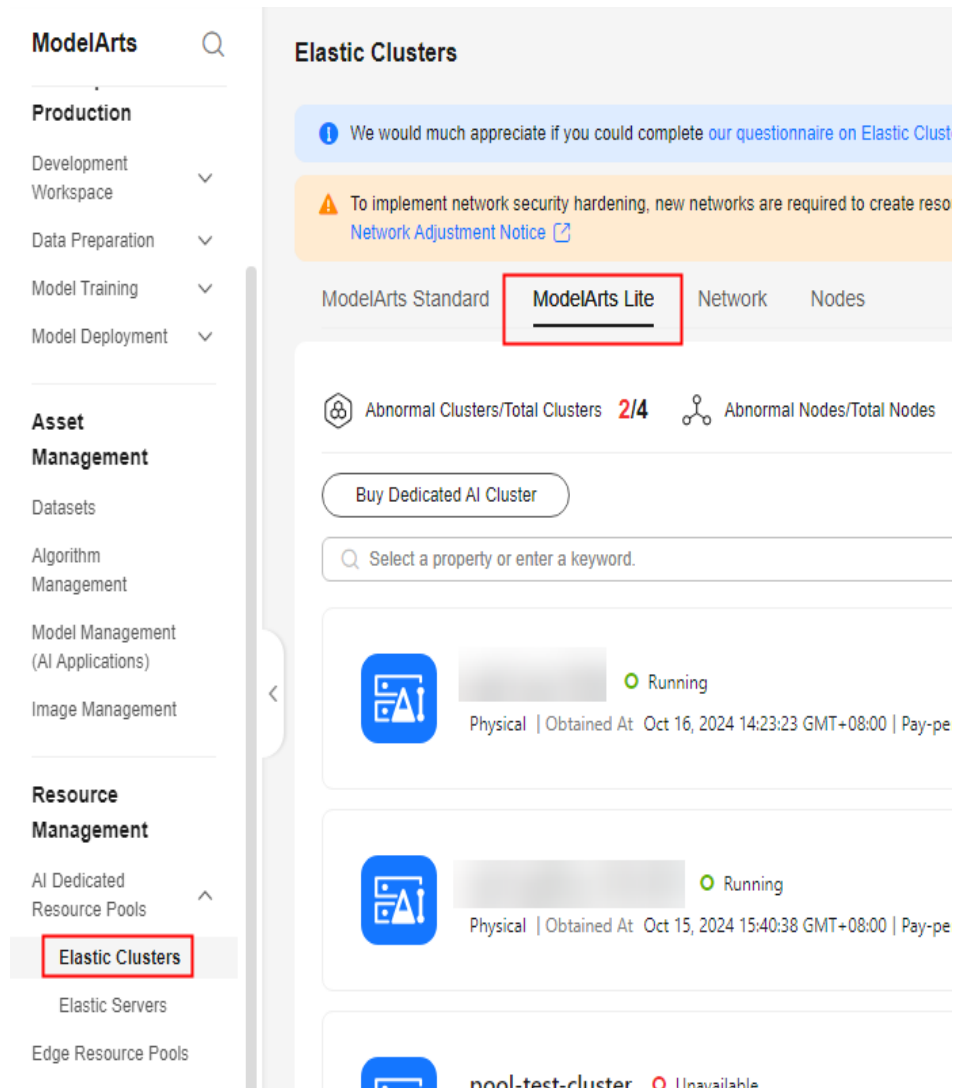 ModelArts
Production
Development
Workspace
Data Preparation
Model Training
Model Deployment
Asset
Management
Datasets
Algorithm
Management
Model Management
(AI Applications)
Image Management
Resource
Management
AI Dedicated
Resource Pools
Elastic Clusters
Elastic Servers
Edge Resource Pools
Elastic Clusters
We would much appreciate if you could complete our questionnaire on Elastic Clust
To implement network security hardening, new networks are required to create reso
Network Adjustment Notice
ModelArts Standard ModelArts Lite Network Nodes
Abnormal Clusters/Total Clusters 2/4 Abnormal Nodes/Total Nodes
Buy Dedicated AI Cluster
Select a property or enter a keyword.
Running
Physical | Obtained At Oct 16, 2024 14:23:23 GMT+08:00 | Pay-pe
Running
Physical | Obtained At Oct 15, 2024 15:40:38 GMT+08:00 | Pay-pe
pool-test-cluster Unavailable